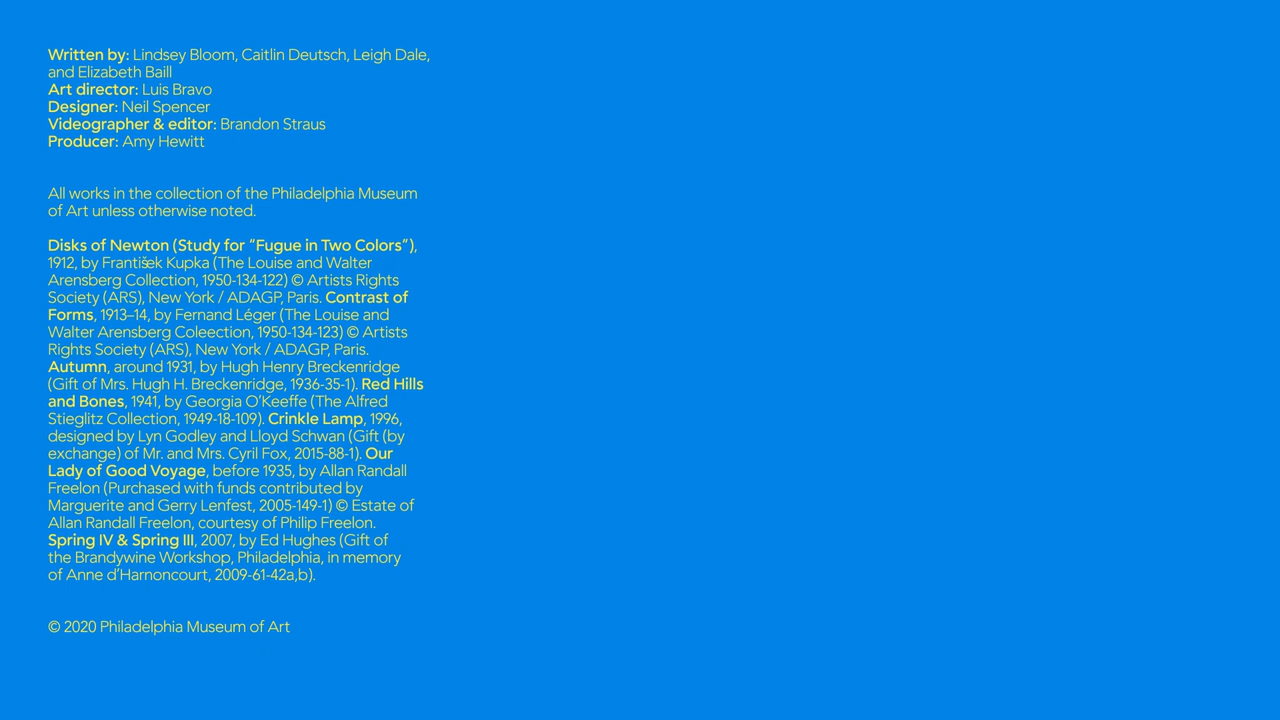 Written by: Lindsey Bloom, Caitlin Deutsch, Leigh Dale,
and Elizabeth Baill
Art director: Luis Bravo
Designer: Neil Spencer
Videographer & editor: Brandon Straus
Producer: Amy Hewitt
All works in the collection of the Philadelphia Museum
of Art unless otherwise noted.
Disks of Newton (Study for “Fugue in Two Colors”),
1912, by František Kupka (The Louise and Walter
Arensberg Collection, 1950-134-122) © Artists Rights
Society (ARS), New York / ADAGP, Paris. Contrast of
Forms, 1913–14, by Fernand Léger (The Louise and
Walter Arensberg Coleection, 1950-134-123) © Artists
Rights Society (ARS), New York / ADAGP, Paris.
Autumn, around 1931, by Hugh Henry Breckenridge
(Gift of Mrs. Hugh H. Breckenridge, 1936-35-1). Red Hills
and Bones, 1941, by Georgia O’Keeffe (The Alfred
Stieglitz Collection, 1949-18-109). Crinkle Lamp, 1996,
designed by Lyn Godley and Lloyd Schwan (Gift (by
exchange) of Mr. and Mrs. Cyril Fox, 2015-88-1). Our
Lady of Good Voyage, before 1935, by Allan Randall
Freelon (Purchased with funds contributed by
Marguerite and Gerry Lenfest, 2005-149-1) © Estate of
Allan Randall Freelon, courtesy of Philip Freelon.
Spring IV & Spring III, 2007, by Ed Hughes (Gift of
the Brandywine Workshop, Philadelphia, in memory
of Anne d’Harnoncourt, 2009-61-42a,b).
© 2020 Philadelphia Museum of Art